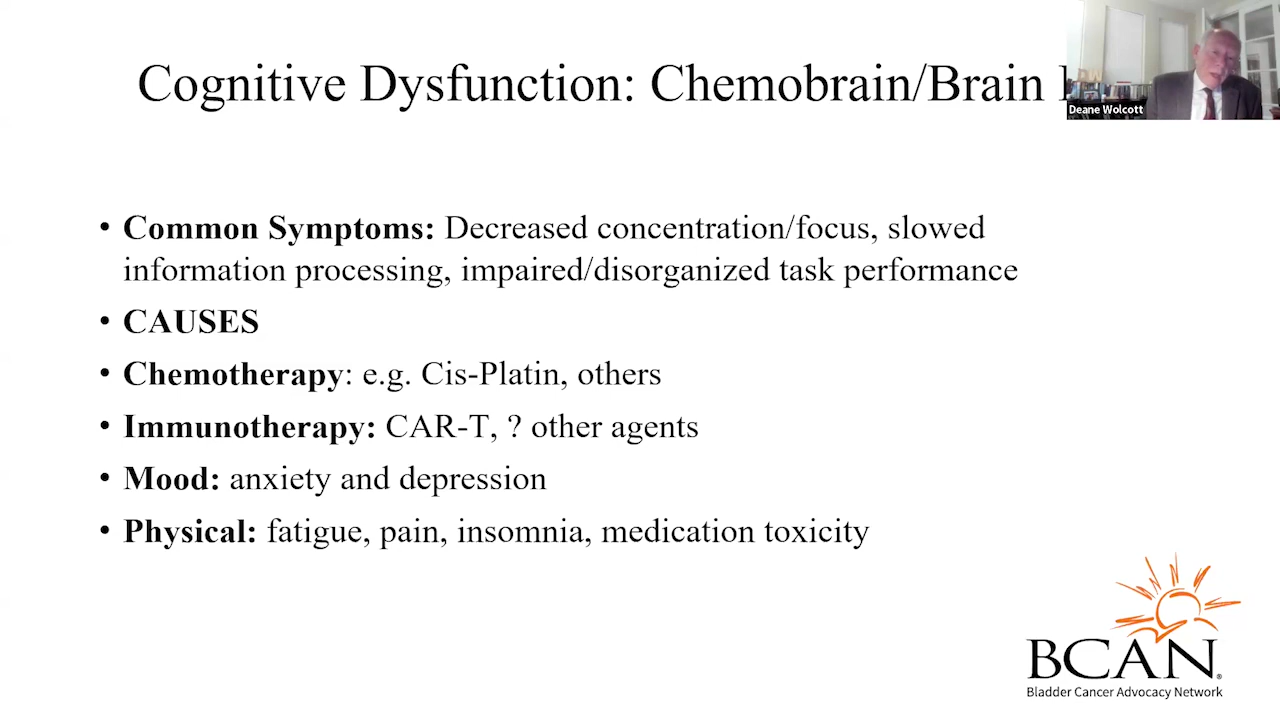 Cognitive Dysfunction: Chemobrain/Brain
Deane Wolcott
• Common Symptoms: Decreased concentration/focus, slowed
information processing, impaired/disorganized task performance
• CAUSES
• Chemotherapy: e.g. Cis-Platin, others
• Immunotherapy: CAR-T, ? other agents
• Mood: anxiety and depression
• Physical: fatigue, pain, insomnia, medication toxicity
BCAN®
Bladder Cancer Advocacy Network